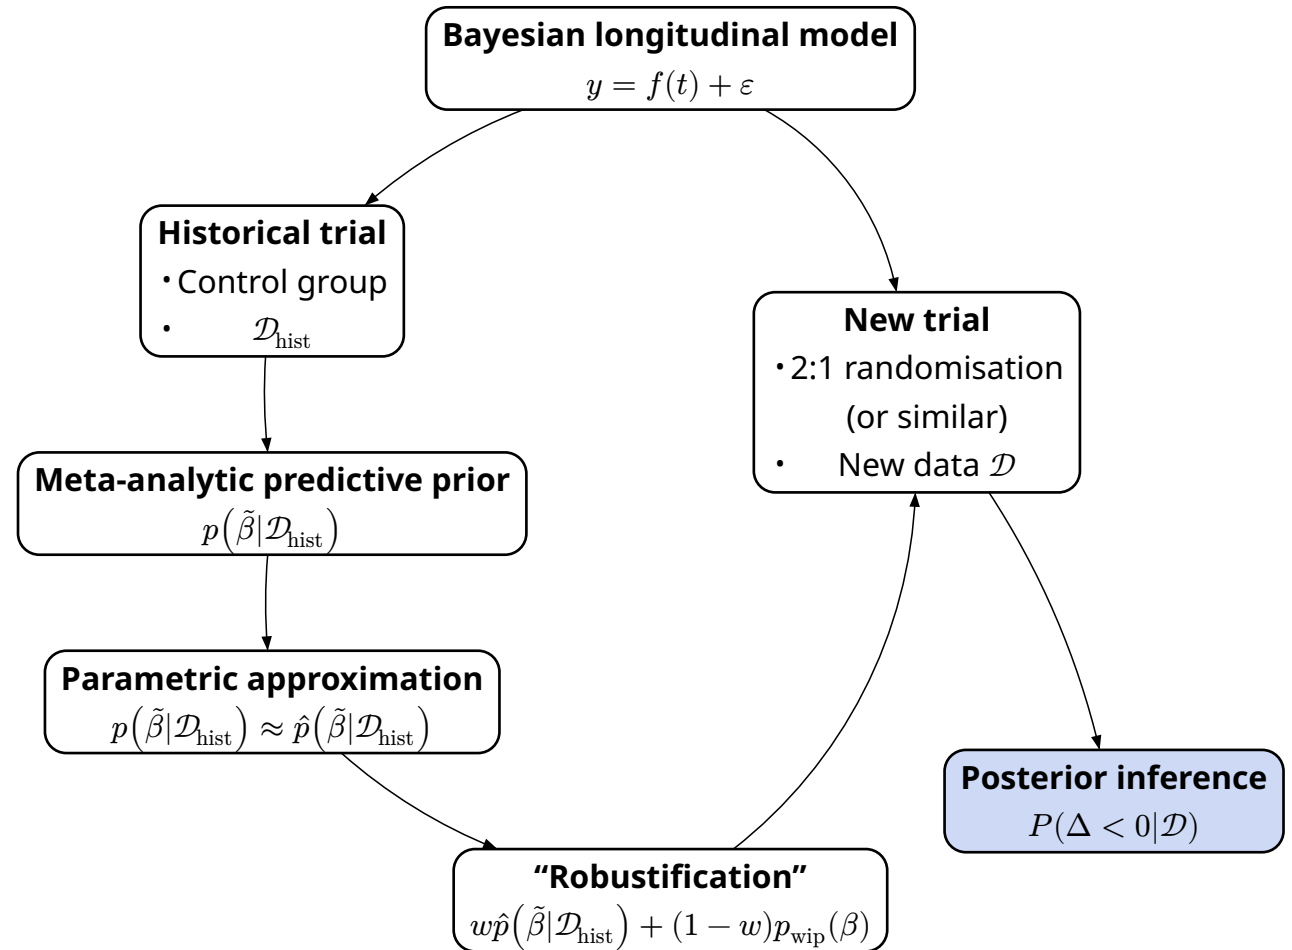 Bayesian longitudinal model
y = f(t) + ε
Historical trial
• Control group
• 𝒟_hist
Meta-analytic predictive prior
p(β̃|𝒟_hist)
Parametric approximation
p(β̃|𝒟_hist) ≈ p̂(β̃|𝒟_hist)
“Robustification”
wp̂(β̃|𝒟_hist) + (1 − w)p_wip(β)
New trial
• 2:1 randomisation
(or similar)
• New data 𝒟
Posterior inference
P(Δ < 0|𝒟)